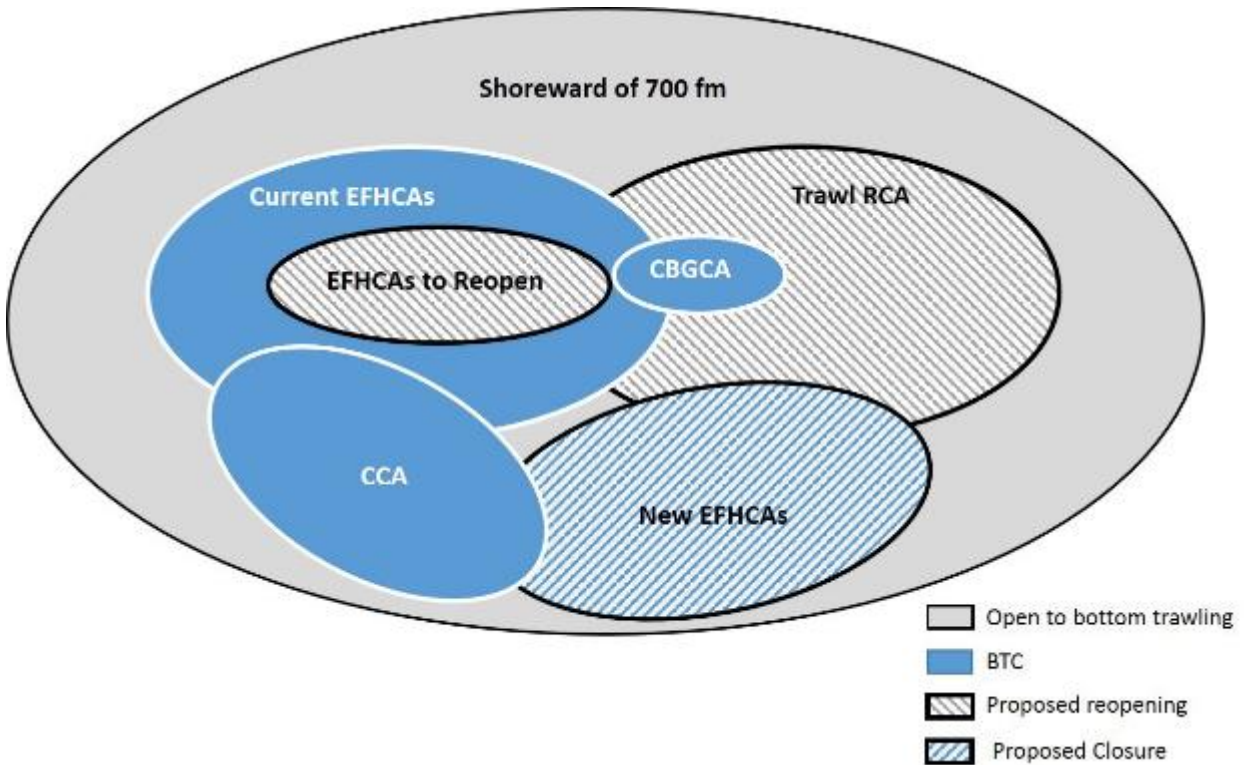 Shoreward of 700 fm
Current EFHCAs
Trawl RCA
EFHCAs to Reopen
CBGCA
CCA
New EFHCAs
Open to bottom trawling
BTC
Proposed reopening
Proposed Closure